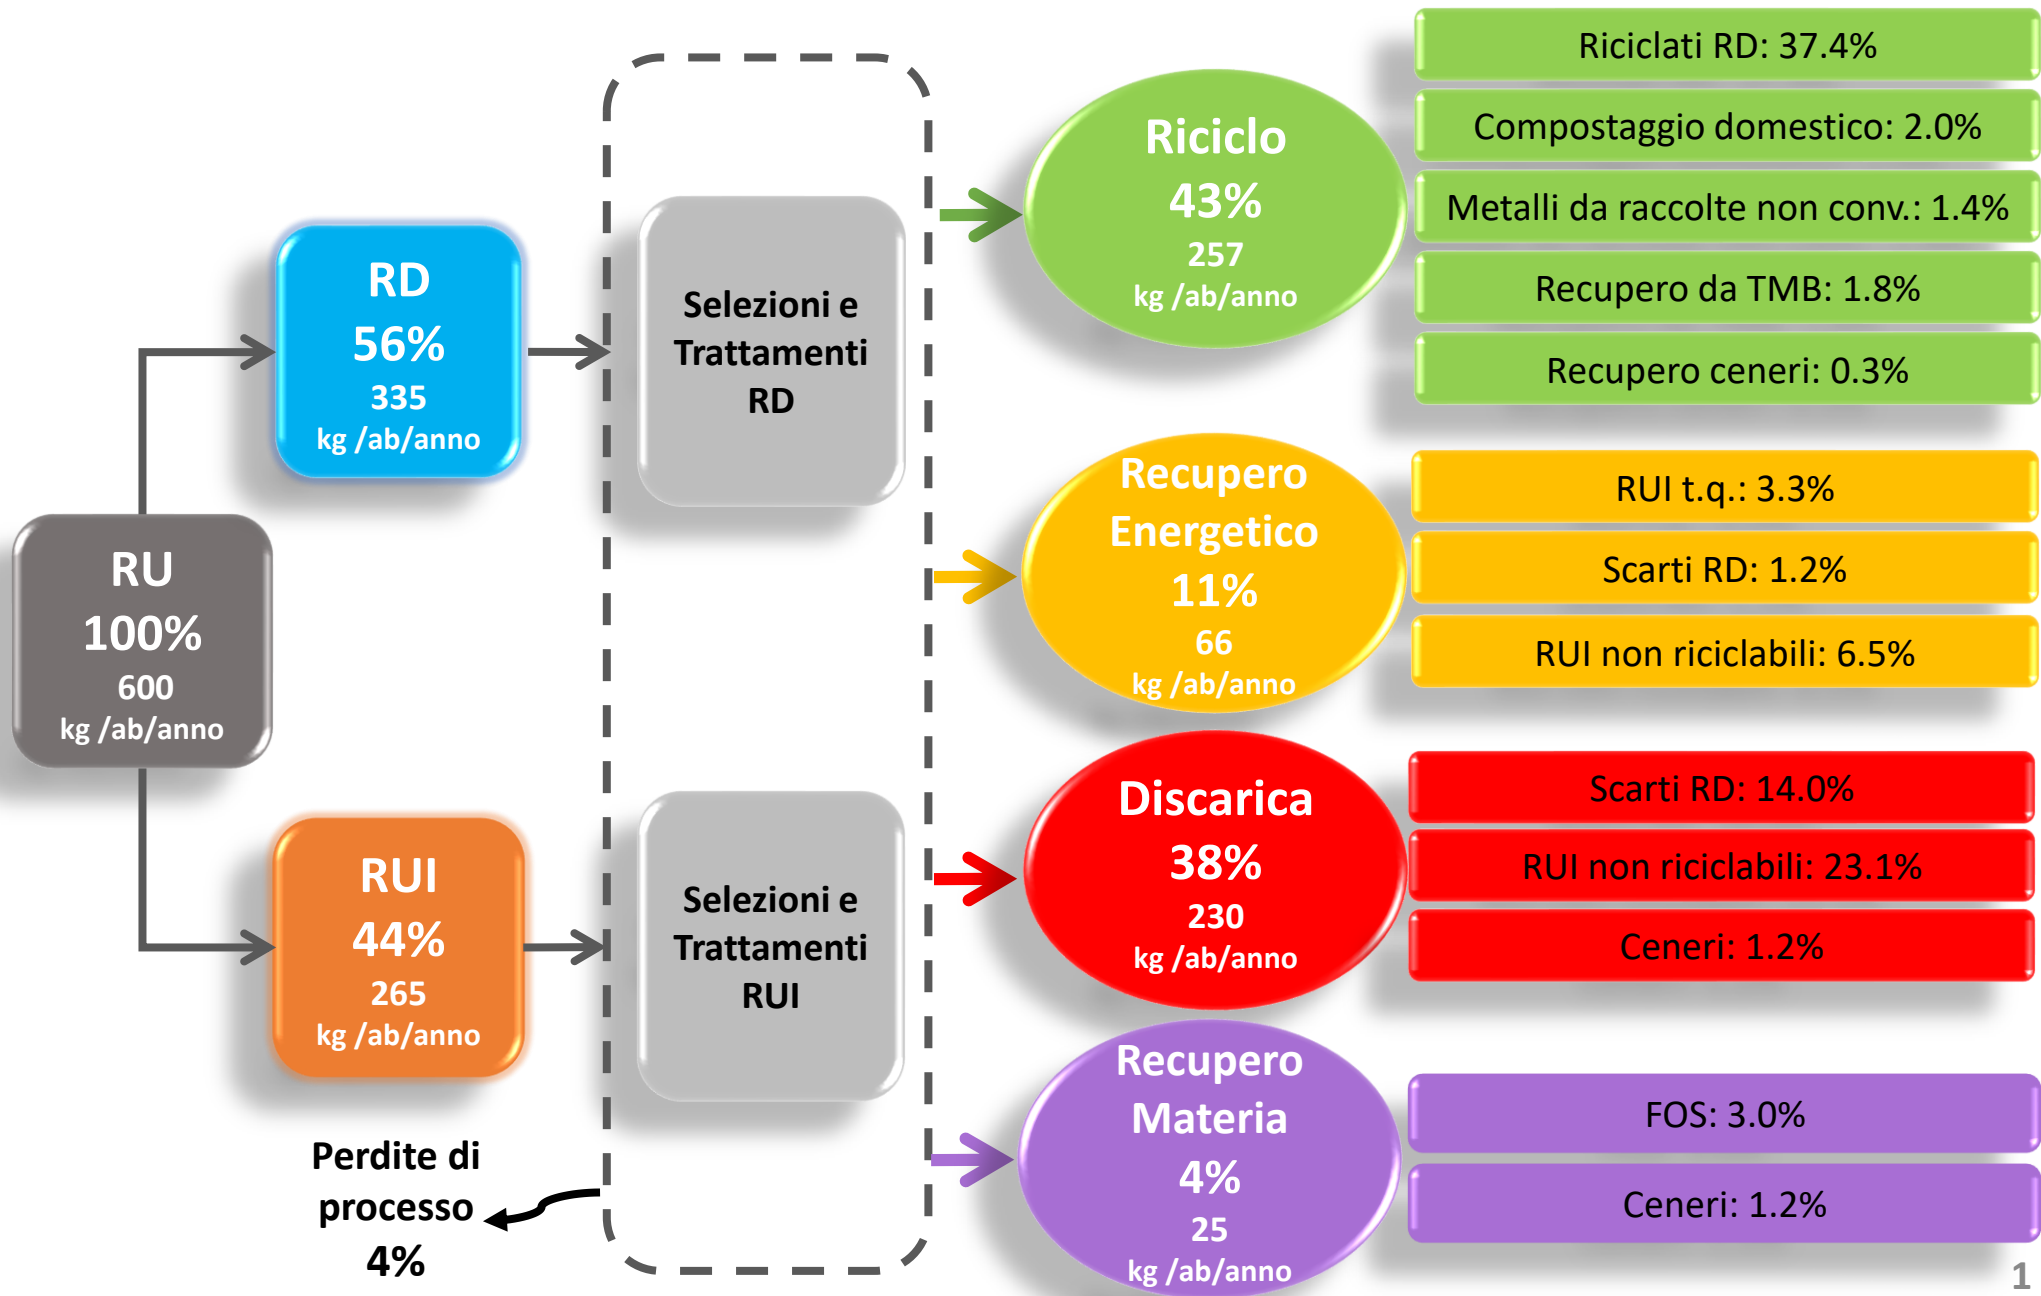 RU
100%
600
kg /ab/anno
RD
56%
335
kg /ab/anno
RUI
44%
265
kg /ab/anno
Perdite di
processo
4%
Selezioni e
Trattamenti
RD
Selezioni e
Trattamenti
RUI
Riciclo
43%
257
kg /ab/anno
Riciclati RD: 37.4%
Compostaggio domestico: 2.0%
Metalli da raccolte non conv.: 1.4%
Recupero da TMB: 1.8%
Recupero ceneri: 0.3%
Recupero
Energetico
11%
66
kg /ab/anno
RUI t.q.: 3.3%
Scarti RD: 1.2%
RUI non riciclabili: 6.5%
Discarica
38%
230
kg /ab/anno
Scarti RD: 14.0%
RUI non riciclabili: 23.1%
Ceneri: 1.2%
Recupero
Materia
4%
25
kg /ab/anno
FOS: 3.0%
Ceneri: 1.2%
1